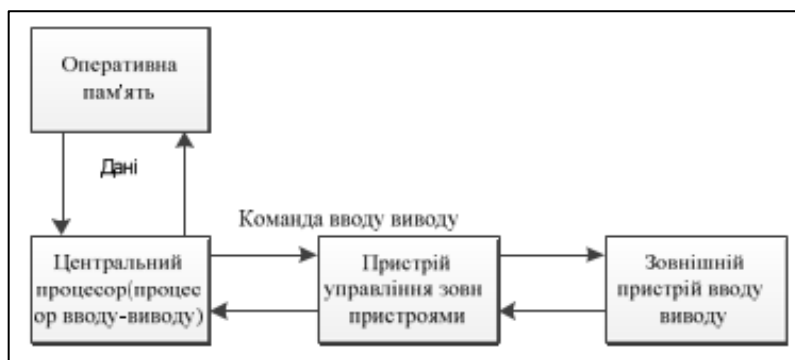 Оперативна
пам'ять
Дані
Команда вводу виводу
Центральний
процесор(процес
ор вводу-виводу)
Пристрій
управління зовн
пристроями
Зовнішній
пристрій вводу
виводу